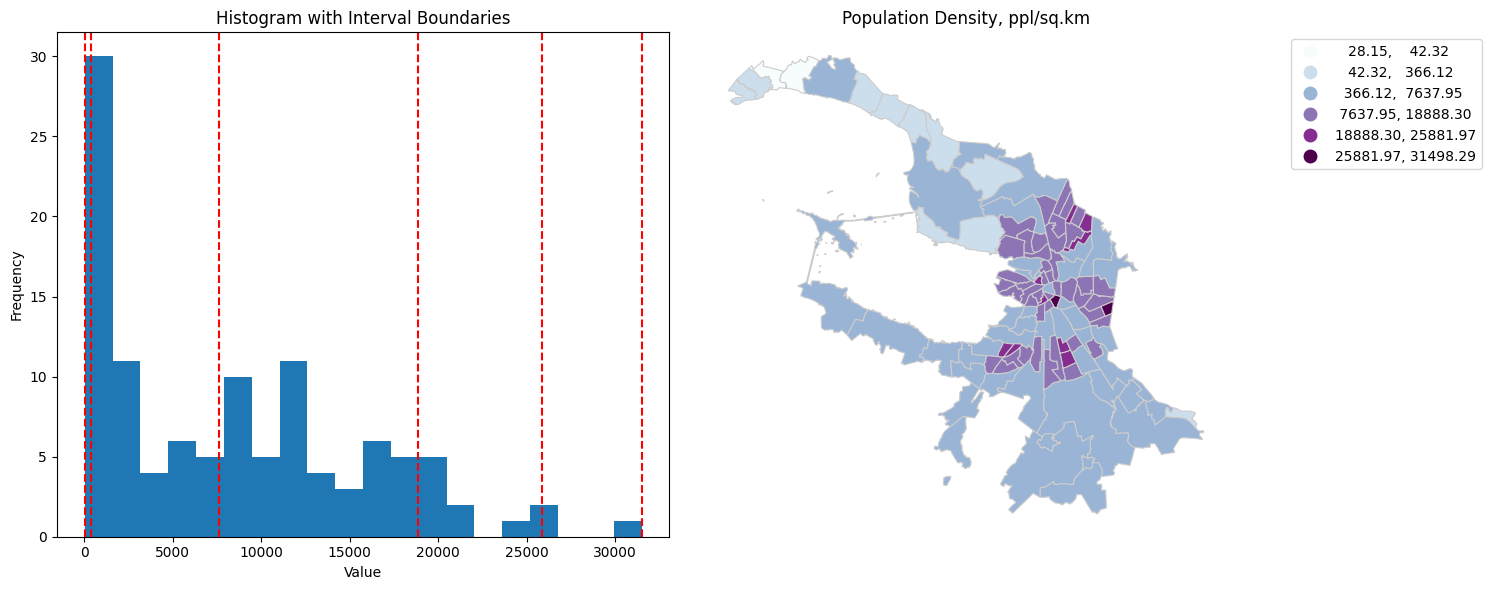 Histogram with Interval Boundaries
30
25
20
15
10
5
0
Frequency
0 5000 10000 15000 20000 25000 30000
Value
Population Density, ppl/sq.km
28.15, 42.32
42.32, 366.12
366.12, 7637.95
7637.95, 18888.30
18888.30, 25881.97
25881.97, 31498.29